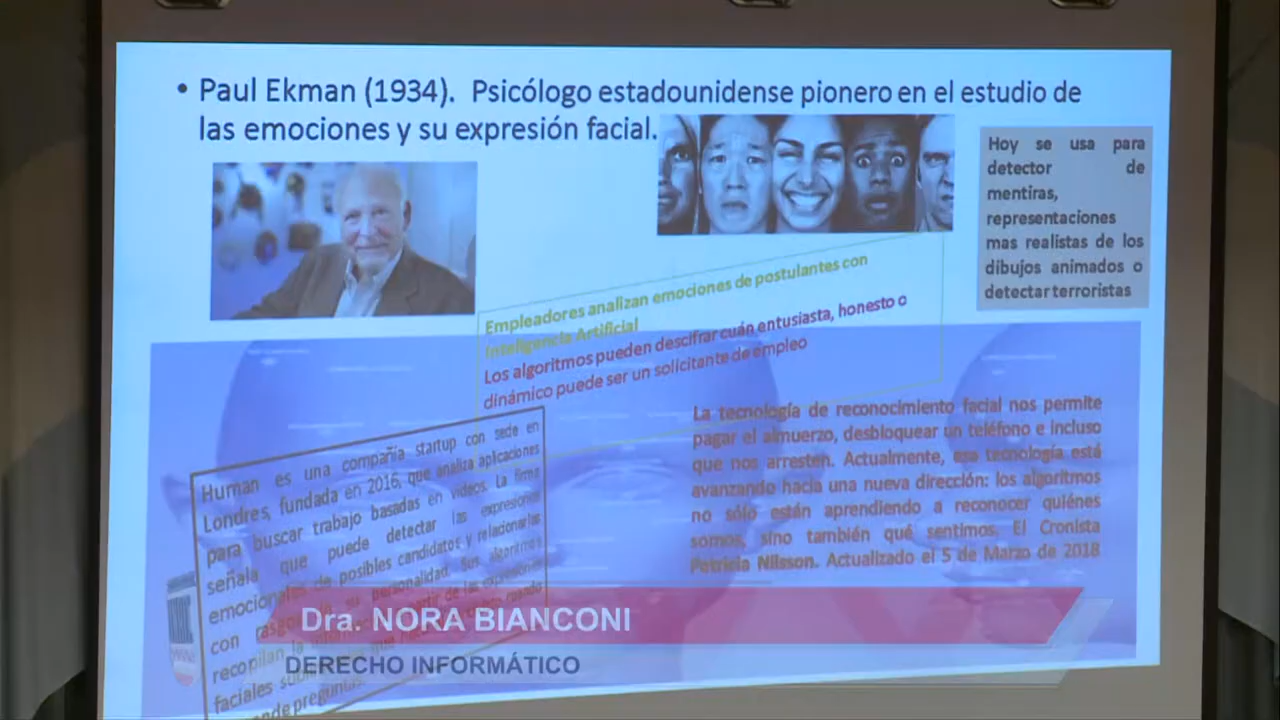 • Paul Ekman (1934). Psicólogo estadounidense pionero en el estudio de
las emociones y su expresión facial.
Hoy se usa para
detector de
mentiras,
representaciones
mas realistas de los
dibujos animados o
detectar terroristas
Empleadores analizan emociones de postulantes con
Inteligencia Artificial
Los algoritmos pueden descifrar cuán entusiasta, honesto o
dinámico puede ser un solicitante de empleo
La tecnología de reconocimiento facial nos permite
pagar el almuerzo, desbloquear un teléfono e incluso
que nos arresten. Actualmente, esa tecnología está
avanzando hacia una nueva dirección: los algoritmos
no sólo están aprendiendo a reconocer quiénes
somos, sino también qué sentimos. El Cronista
Patricia Nilsson. Actualizado el 5 de Marzo de 2018
Human es una compañía startup con sede en
Londres, fundada en 2016, que analiza aplicaciones
para buscar trabajo basadas en videos. La firma
señala que puede detectar las expresiones
emocionales de posibles candidatos y relacionarlas
con rasgos su personalidad. Sus algoritmos
recopilan la de las expresiones
faciales
preguntas.
Dra. NORA BIANCONI
DERECHO INFORMÁTICO